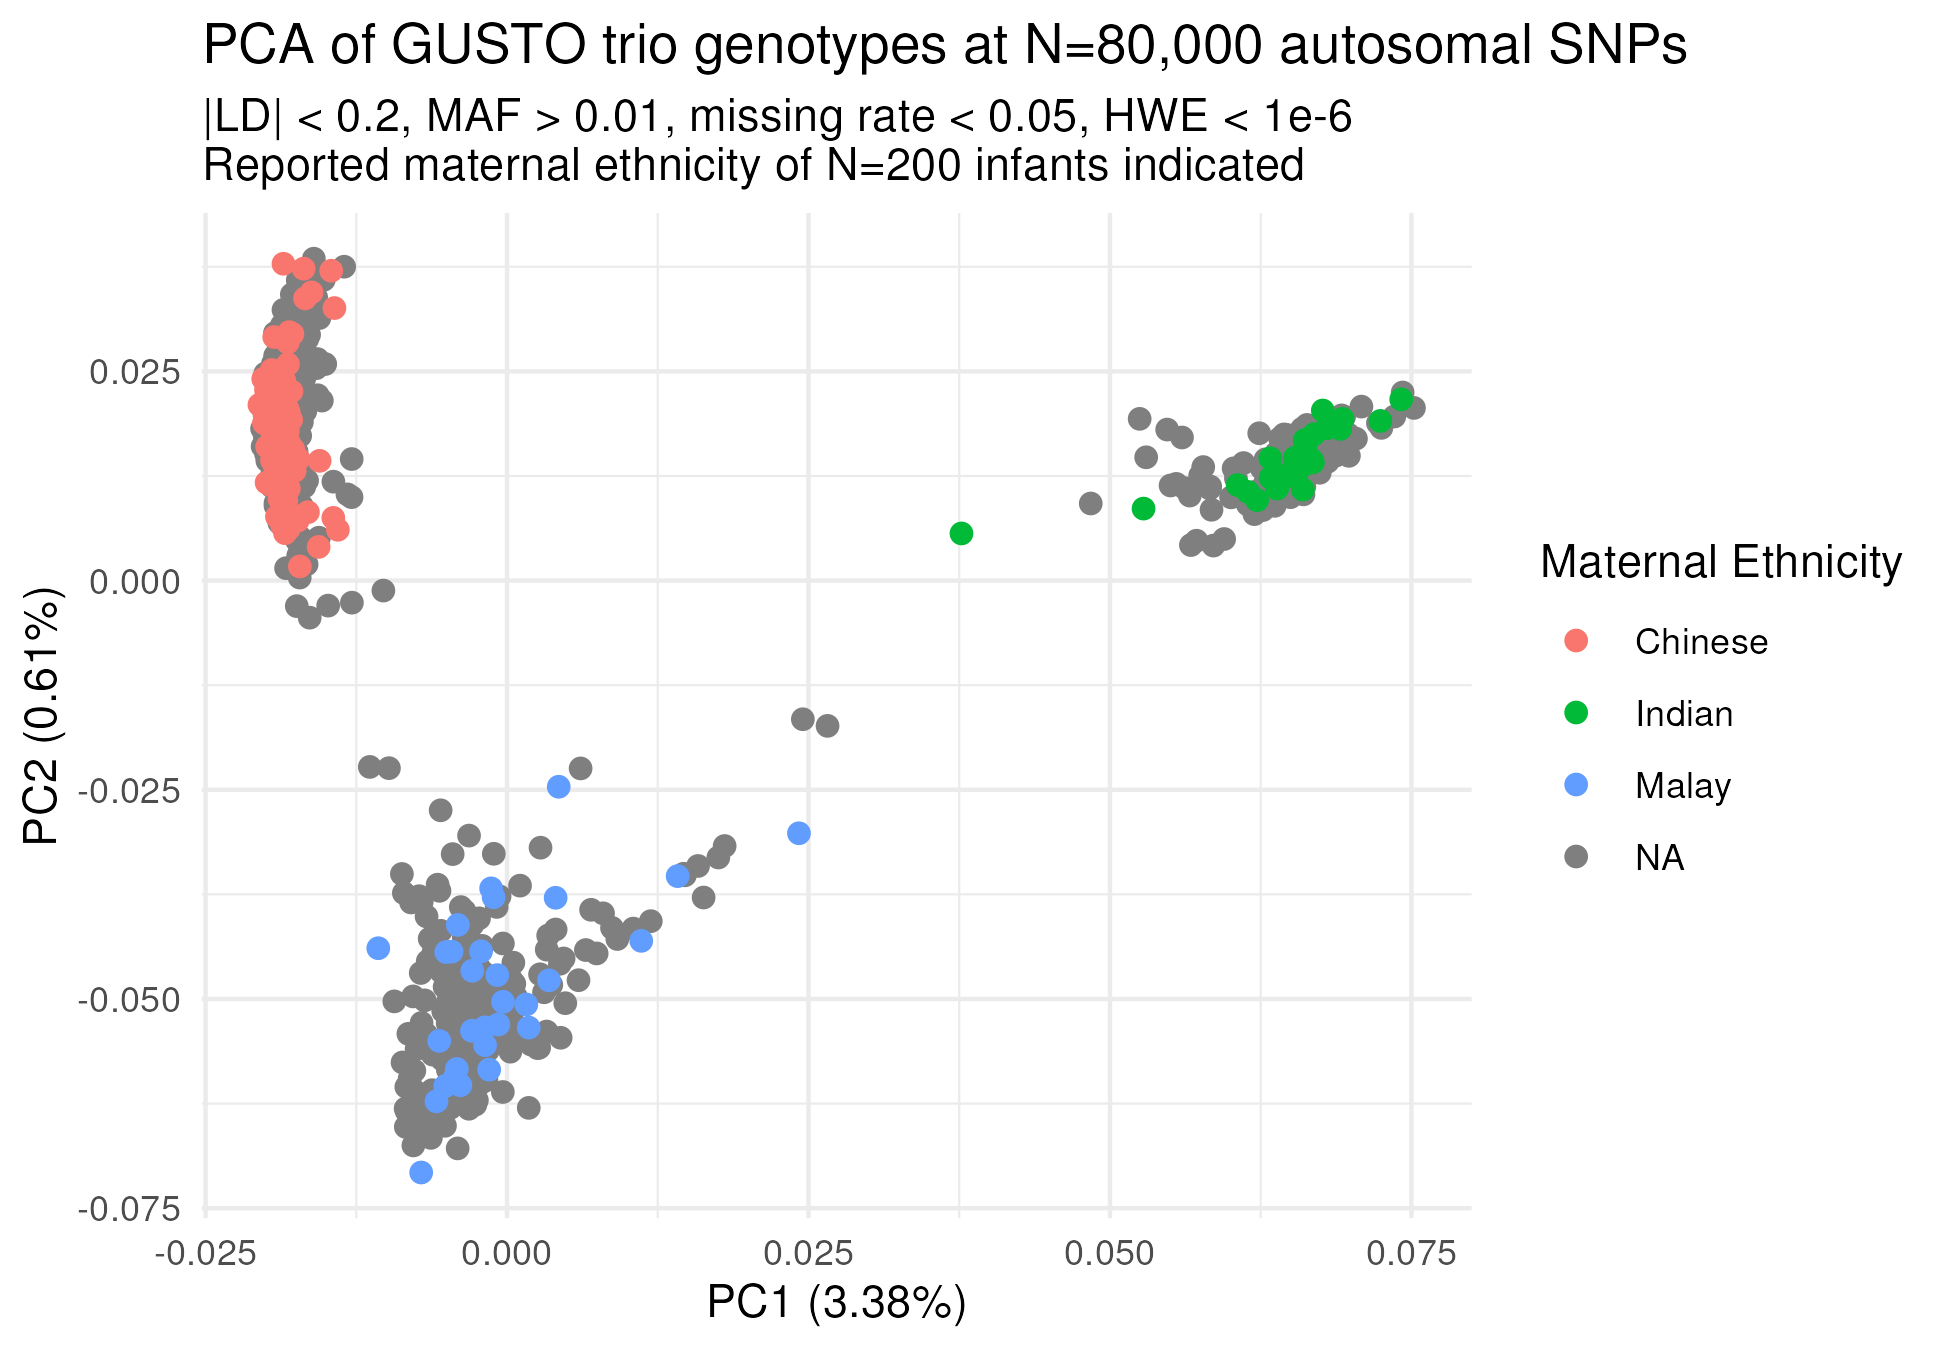 PCA of GUSTO trio genotypes at N=80,000 autosomal SNPs
|LD| < 0.2, MAF > 0.01, missing rate < 0.05, HWE < 1e-6
Reported maternal ethnicity of N=200 infants indicated
PC2 (0.61%)
0.025
0.000
-0.025
-0.050
-0.075
-0.025 0.000 0.025 0.050 0.075
PC1 (3.38%)
Maternal Ethnicity
Chinese
Indian
Malay
NA